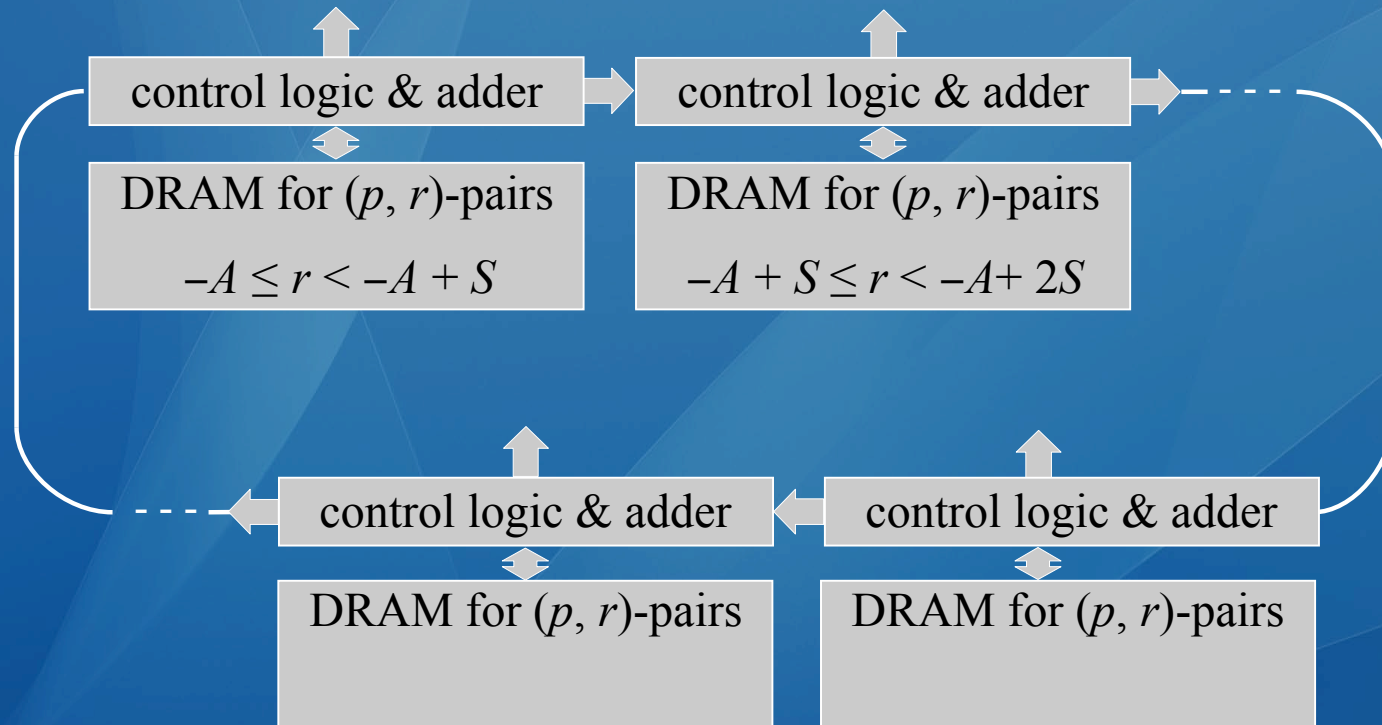 control logic & adder
control logic & adder
DRAM for (p, r)-pairs
−A ≤ r < −A + S
DRAM for (p, r)-pairs
−A + S ≤ r < −A+ 2S
control logic & adder
control logic & adder
DRAM for (p, r)-pairs
DRAM for (p, r)-pairs